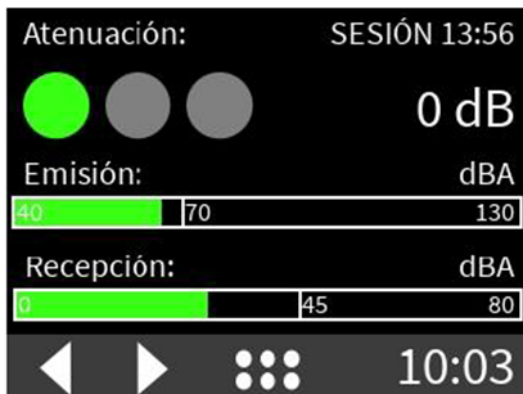 Atenuación: SESIÓN 13:56
0 dB
Emisión: dBA
40 70 130
Recepción: dBA
0 45 80
10:03